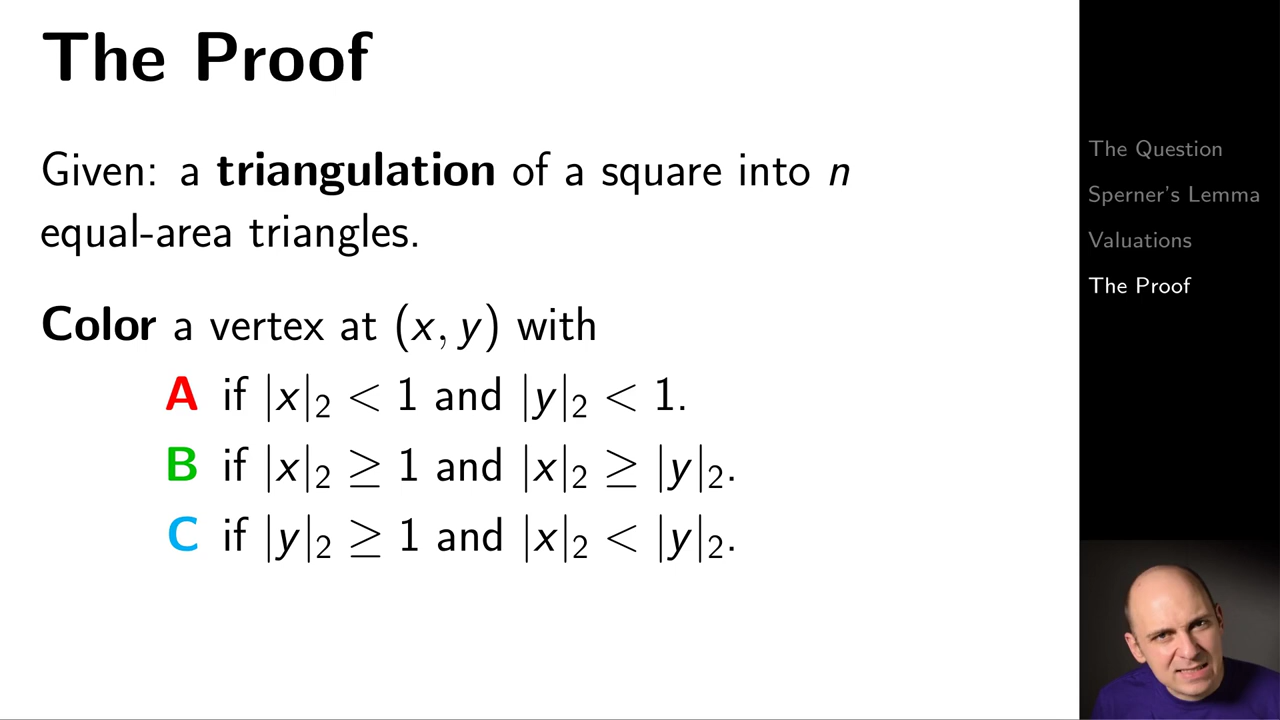 The Proof
Given: a triangulation of a square into n
equal-area triangles.
Color a vertex at (x, y) with
A if |x|₂ < 1 and |y|₂ < 1.
B if |x|₂ ≥ 1 and |x|₂ ≥ |y|₂.
C if |y|₂ ≥ 1 and |x|₂ < |y|₂.
The Question
Sperner's Lemma
Valuations
The Proof